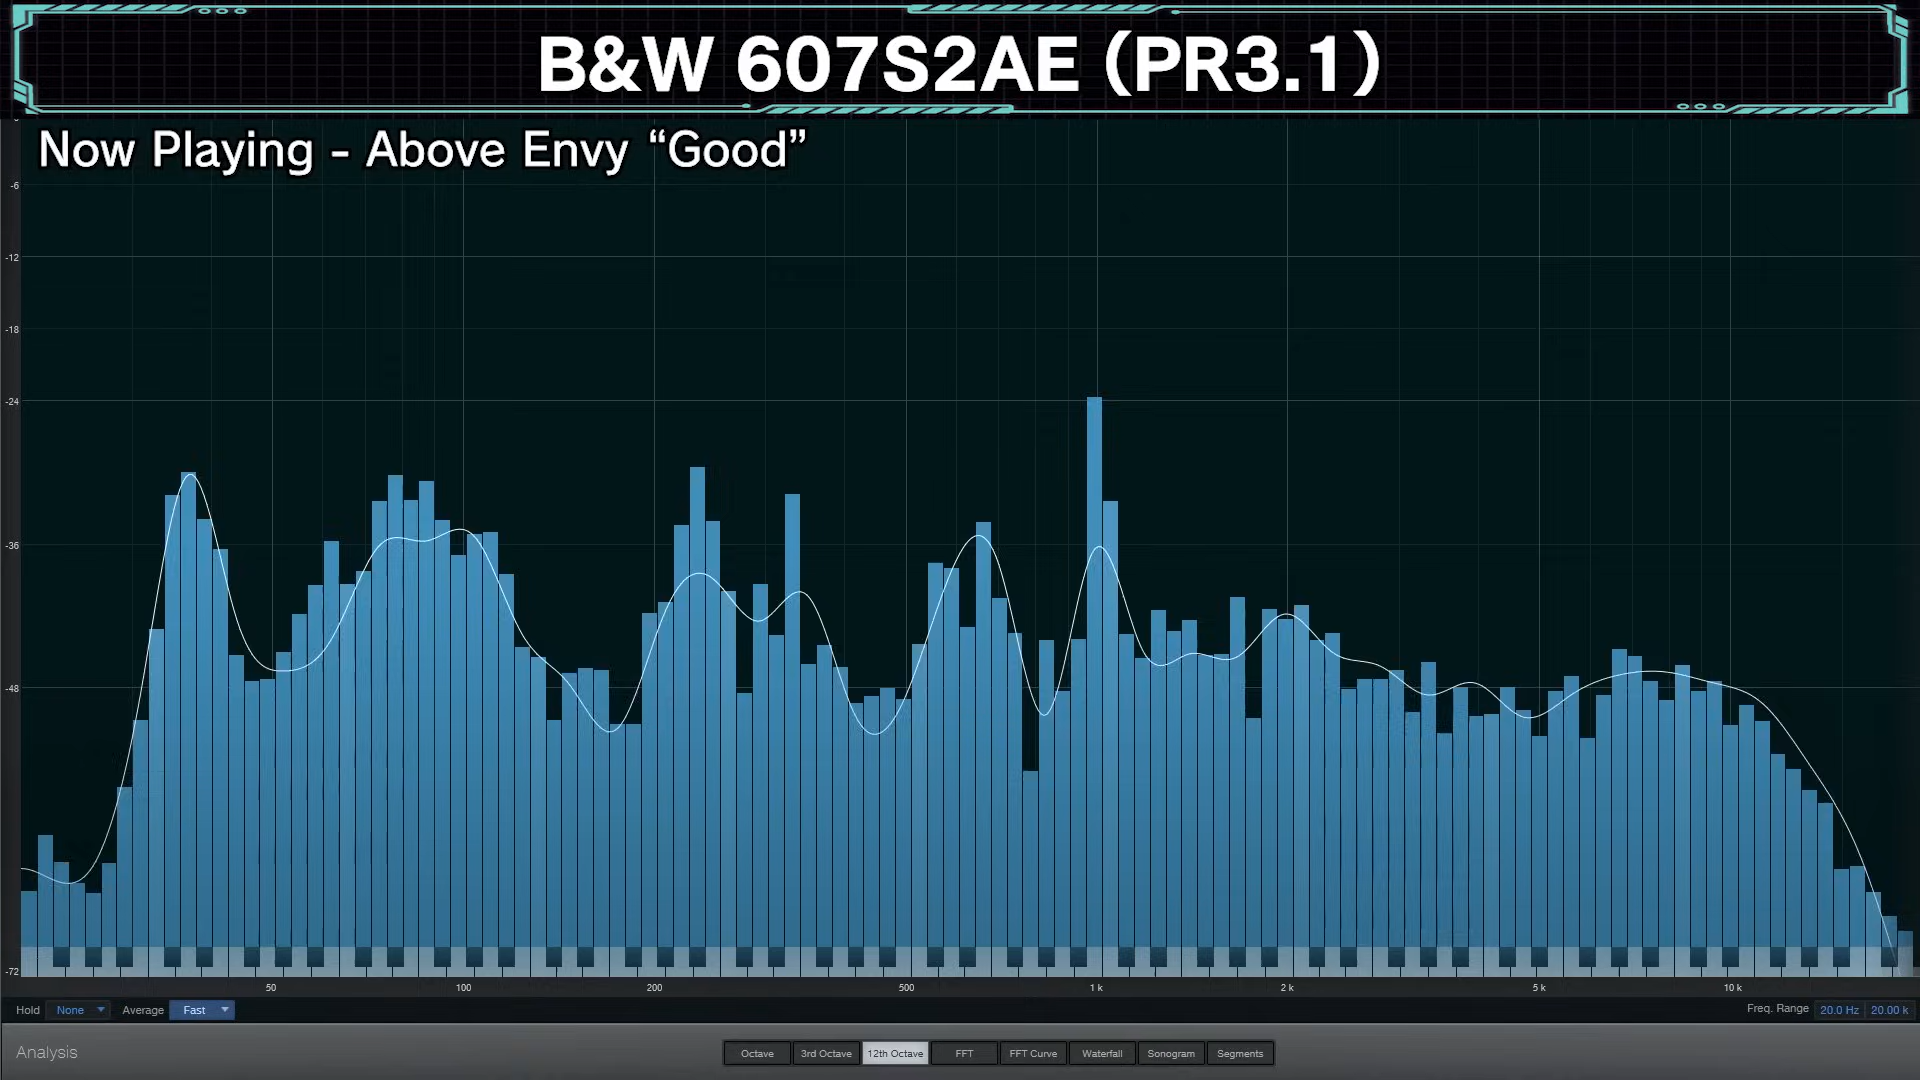 B&W 607S2AE (PR3.1)
Now Playing - Above Envy “Good”
-6
-12
-18
-24
-36
-48
-72
50 100 200 500 1 k 2 k 5 k 10 k
Hold None Average Fast Freq. Range 20.0 Hz 20.00 k
Analysis Octave 3rd Octave 12th Octave FFT FFT Curve Waterfall Sonogram Segments